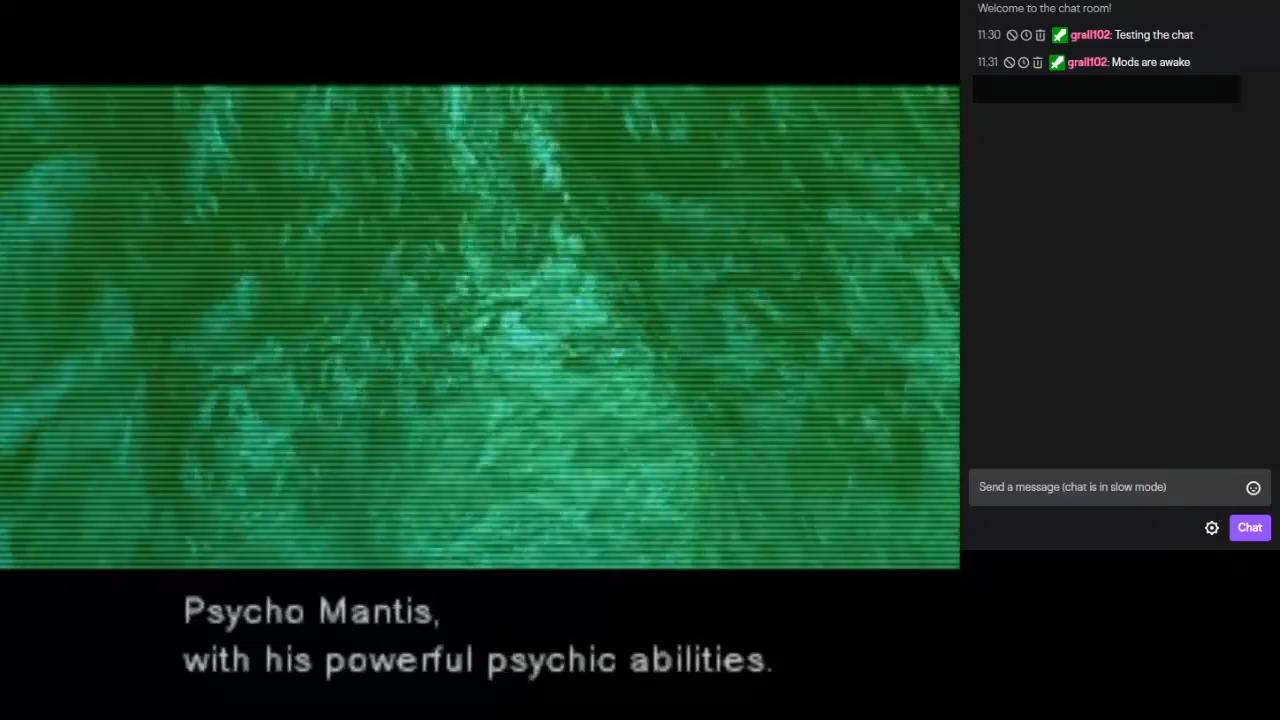 Welcome to the chat room!
11:30 grall102: Testing the chat
11:31 grall102: Mods are awake
Send a message (chat is in slow mode)
Chat
Psycho Mantis,
with his powerful psychic abilities.